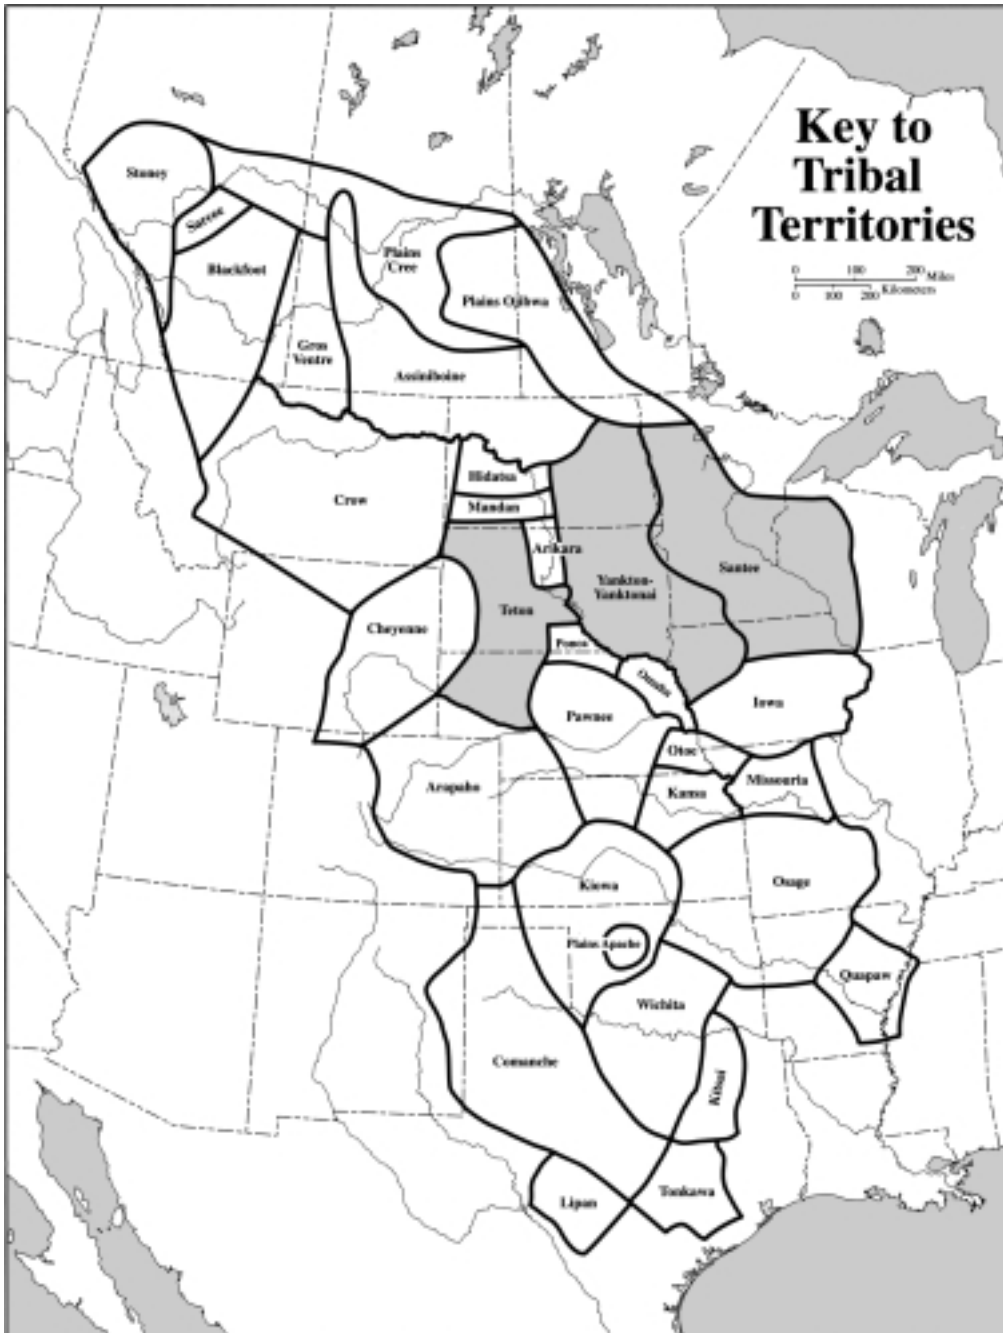 Key to
Tribal
Territories
0 100 200 Miles
0 100 200 Kilometers
Stoney
Sarcee
Blackfoot
Plains
Cree
Plains Ojibwa
Gros
Ventre
Assiniboine
Hidatsa
Mandan
Crow
Arikara
Santee
Yankton-
Yanktonai
Teton
Cheyenne
Ponca
Omaha
Iowa
Pawnee
Otoe
Missouria
Kansa
Arapaho
Kiowa
Osage
Plains Apache
Quapaw
Wichita
Comanche
Kitsai
Tonkawa
Lipan